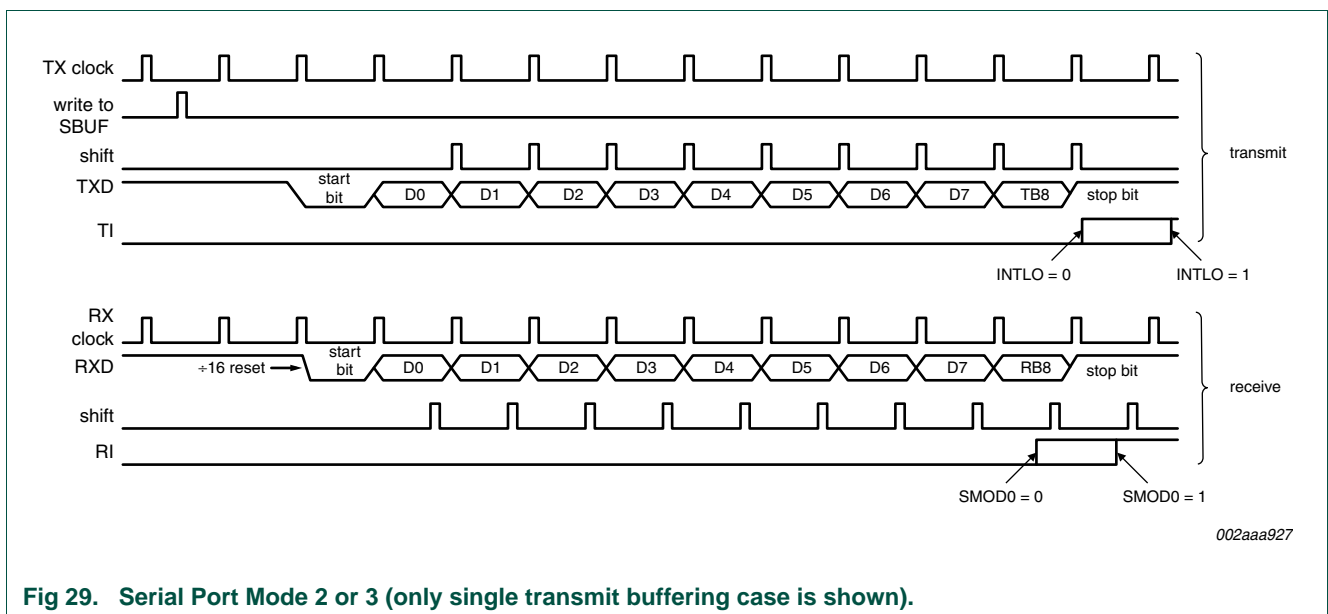 TX clock
write to
SBUF
shift
TXD
start
bit
D0 D1 D2 D3 D4 D5 D6 D7 TB8 stop bit
TI
INTLO = 0 INTLO = 1
transmit
RX
clock
RXD
÷16 reset
start
bit
D0 D1 D2 D3 D4 D5 D6 D7 RB8 stop bit
shift
RI
SMOD0 = 0 SMOD0 = 1
receive
002aaa927
Fig 29. Serial Port Mode 2 or 3 (only single transmit buffering case is shown).